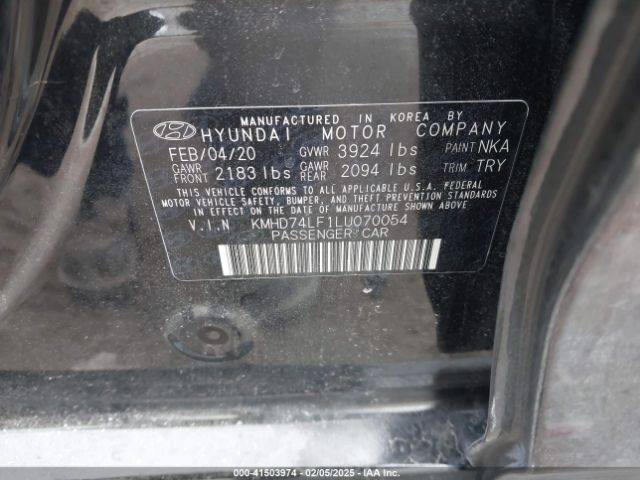 MANUFACTURED IN KOREA BY
HYUNDAI MOTOR COMPANY
FEB/04/20 GVWR 3924 lbs PAINT NKA
GAWR FRONT 2183 lbs GAWR REAR 2094 lbs TRIM TRY
THIS VEHICLE CONFORMS TO ALL APPLICABLE U.S.A. FEDERAL
MOTOR VEHICLE SAFETY, BUMPER, AND THEFT PREVENTION STANDARDS
IN EFFECT ON THE DATE OF MANUFACTURE SHOWN ABOVE.
V.I.N KMHD74LF1LU070054
PASSENGER CAR
000-41503974 - 02/05/2025 - IAA Inc.